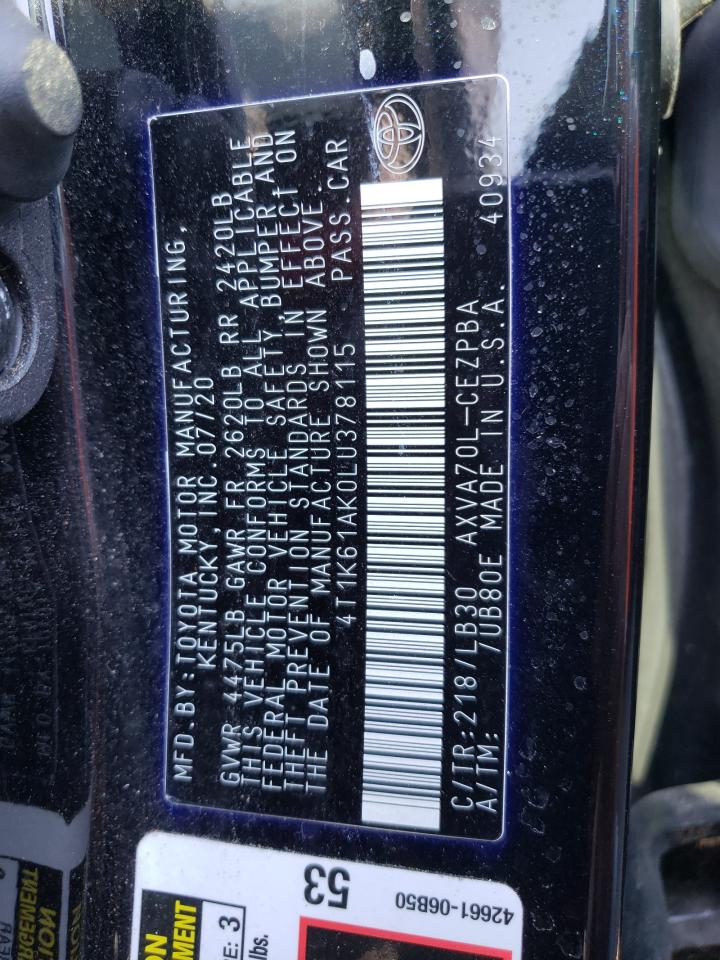 MFD.BY:TOYOTA MOTOR MANUFACTURING,
KENTUCKY, INC. 07/20
GVWR 4475LB GAWR FR 2620LB RR 2420LB
THIS VEHICLE CONFORMS TO ALL APPLICABLE
FEDERAL MOTOR VEHICLE SAFETY, BUMPER AND
THEFT PREVENTION STANDARDS IN EFFECT ON
THE DATE OF MANUFACTURE SHOWN ABOVE.
4T1K61AK0LU378115 PASS.CAR
C/TR:218/LB30 AXVA70L-CEZPBA
A/TM: 7UB80E MADE IN U.S.A. 40934
53
42661-06B50
3
lbs.